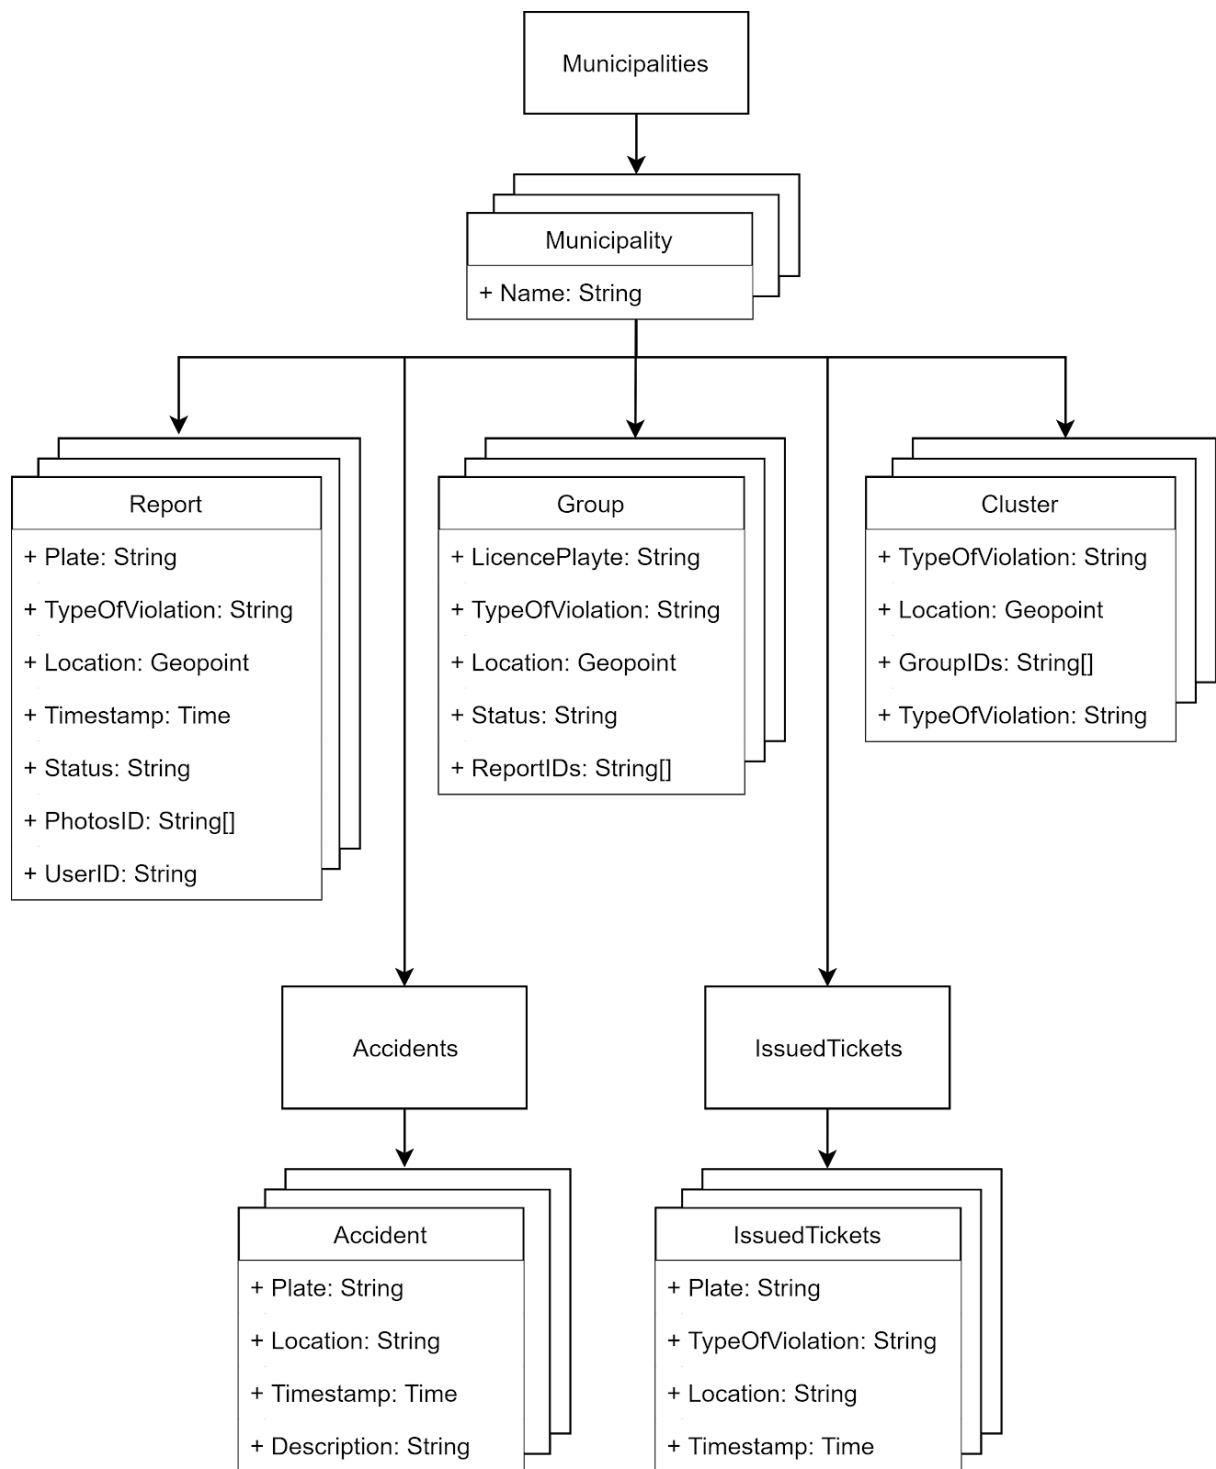 Municipalities
Municipality
+ Name: String
Report
+ Plate: String
+ TypeOfViolation: String
+ Location: Geopoint
+ Timestamp: Time
+ Status: String
+ PhotosID: String[]
+ UserID: String
Group
+ LicencePlayte: String
+ TypeOfViolation: String
+ Location: Geopoint
+ Status: String
+ ReportIDs: String[]
Cluster
+ TypeOfViolation: String
+ Location: Geopoint
+ GroupIDs: String[]
+ TypeOfViolation: String
Accidents
IssuedTickets
Accident
+ Plate: String
+ Location: String
+ Timestamp: Time
+ Description: String
IssuedTickets
+ Plate: String
+ TypeOfViolation: String
+ Location: String
+ Timestamp: Time